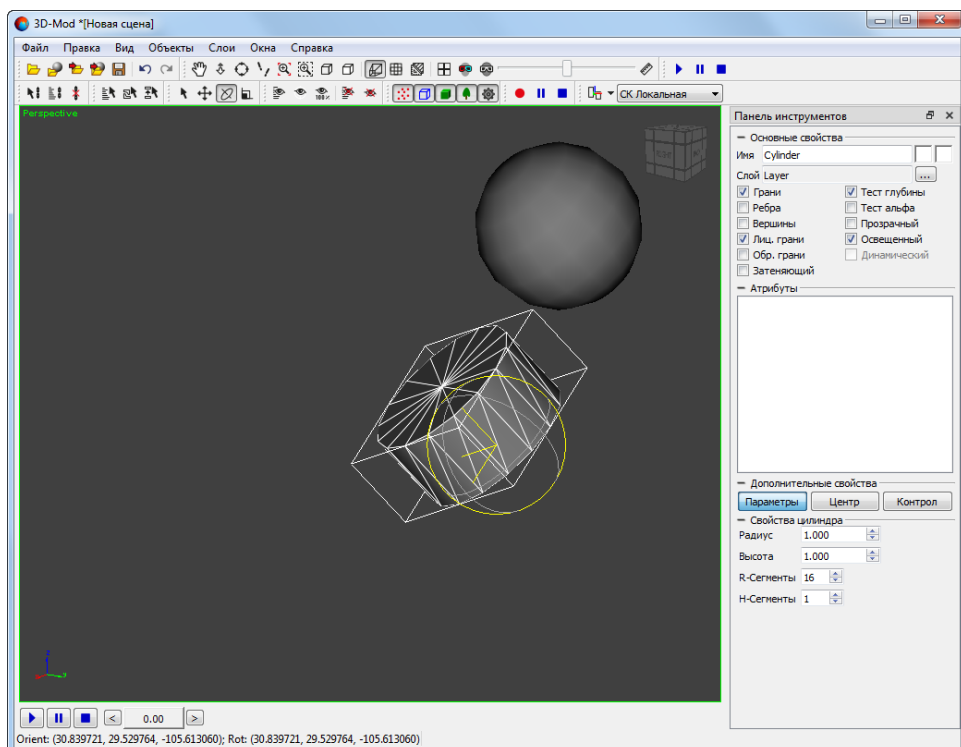 3D-Mod *[Новая сцена]
Файл Правка Вид Объекты Слои Окна Справка
100%
СК Локальная
Perspective
Панель инструментов
Основные свойства
Имя Cylinder
Слой Layer ...
Грани Тест глубины
Ребра Тест альфа
Вершины Прозрачный
Лиц. грани Освещенный
Обр. грани Динамический
Затеняющий
Атрибуты
Дополнительные свойства
Параметры Центр Контрол
Свойства цилиндра
Радиус 1.000
Высота 1.000
R-Сегменты 16
H-Сегменты 1
z
y
< 0.00 >
Orient: (30.839721, 29.529764, -105.613060); Rot: (30.839721, 29.529764, -105.613060)